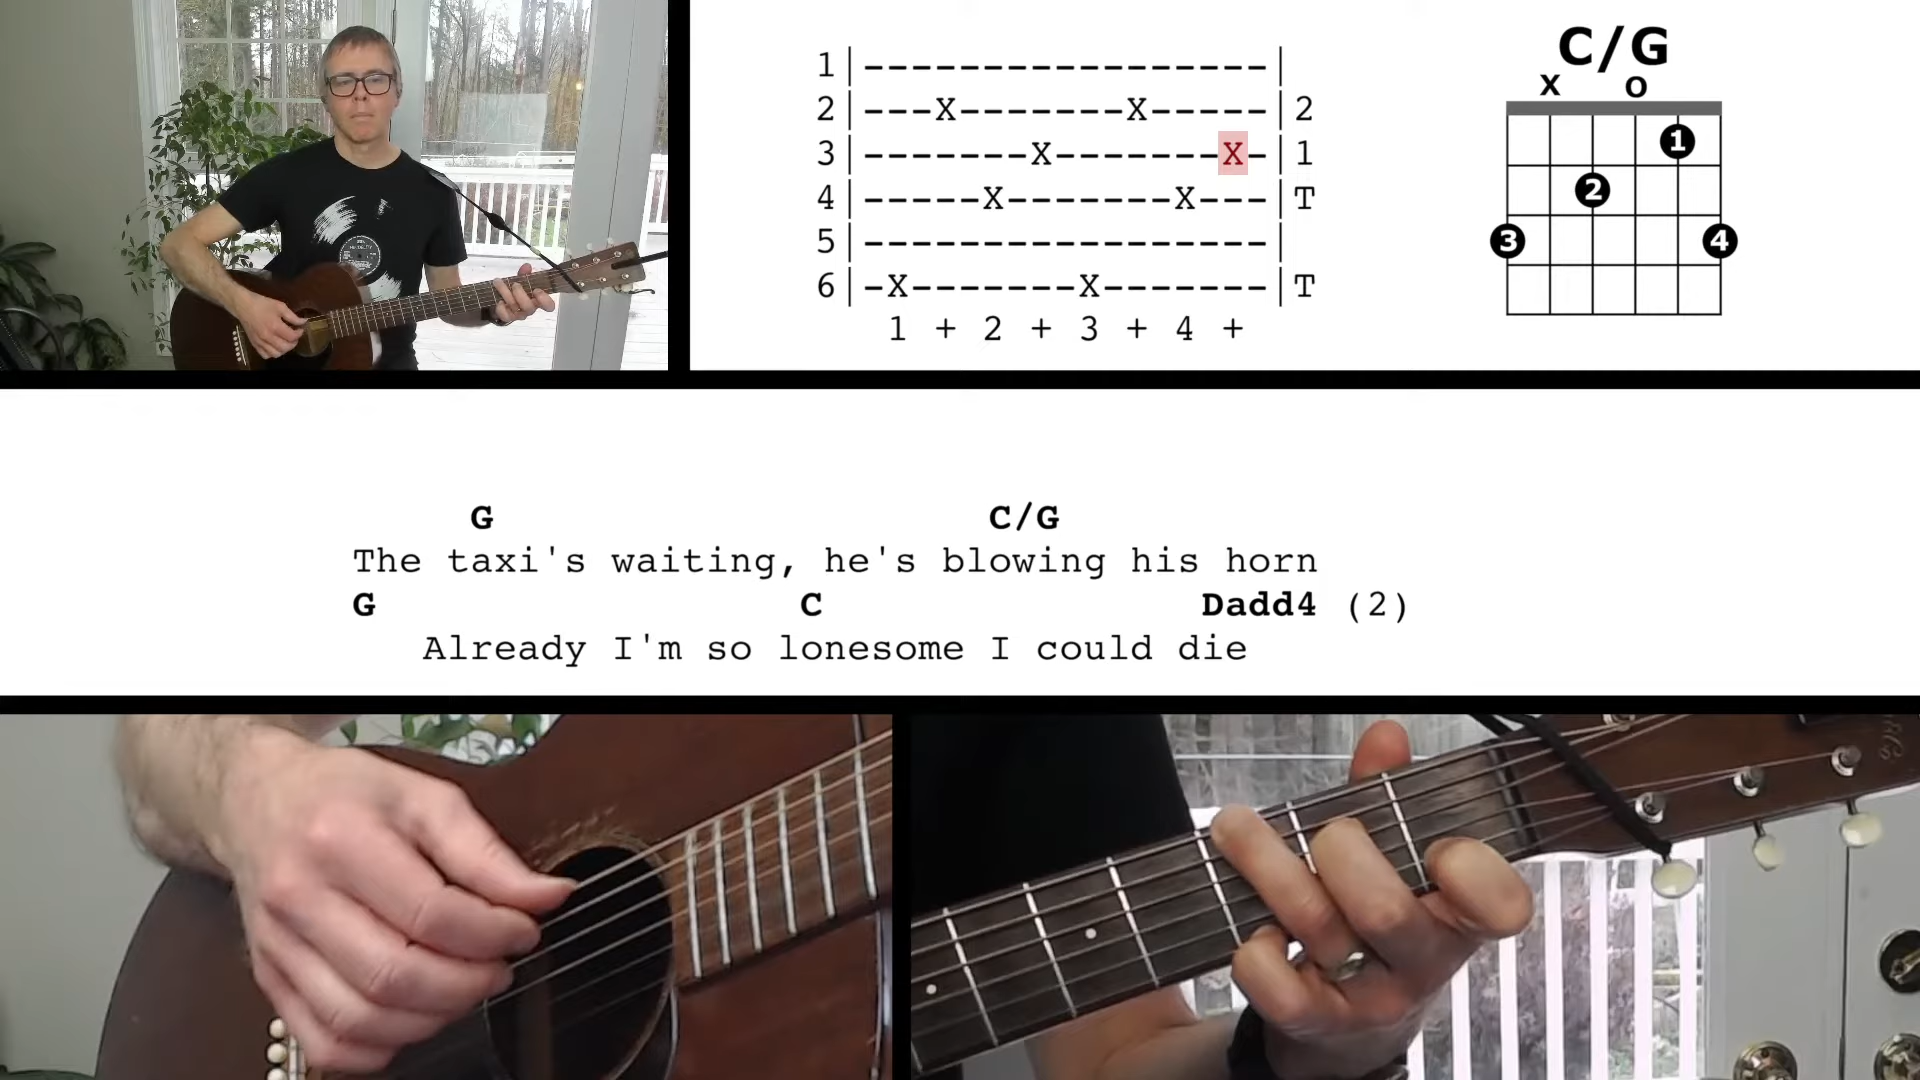 1|-----------------|
2|---X-------X-----|2
3|-------X-------X-|1
4|-----X-------X---|T
5|-----------------|
6|-X-------X-------|T
1 + 2 + 3 + 4 +
C/G
X O
1
2
3 4
G C/G
The taxi's waiting, he's blowing his horn
G C Dadd4 (2)
Already I'm so lonesome I could die